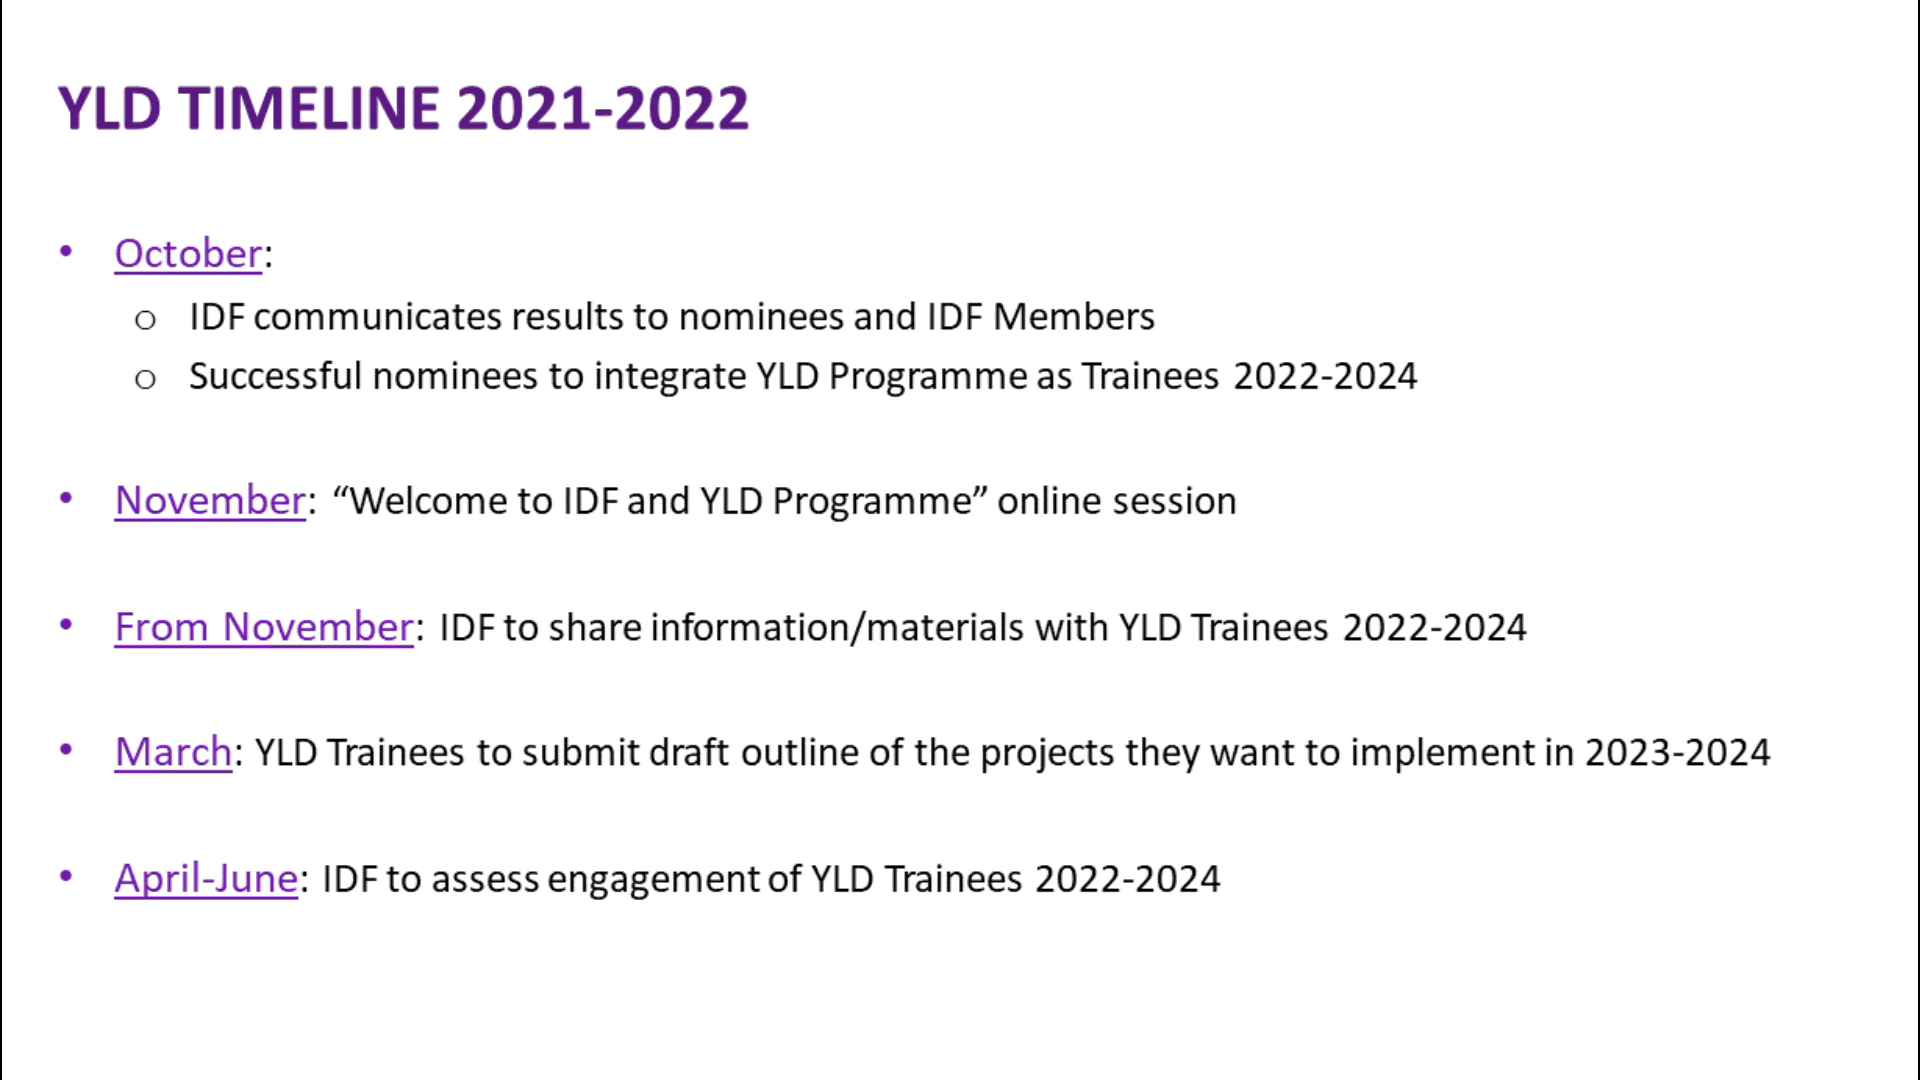 YLD TIMELINE 2021-2022
• October:
o IDF communicates results to nominees and IDF Members
o Successful nominees to integrate YLD Programme as Trainees 2022-2024
• November: “Welcome to IDF and YLD Programme” online session
• From November: IDF to share information/materials with YLD Trainees 2022-2024
• March: YLD Trainees to submit draft outline of the projects they want to implement in 2023-2024
• April-June: IDF to assess engagement of YLD Trainees 2022-2024